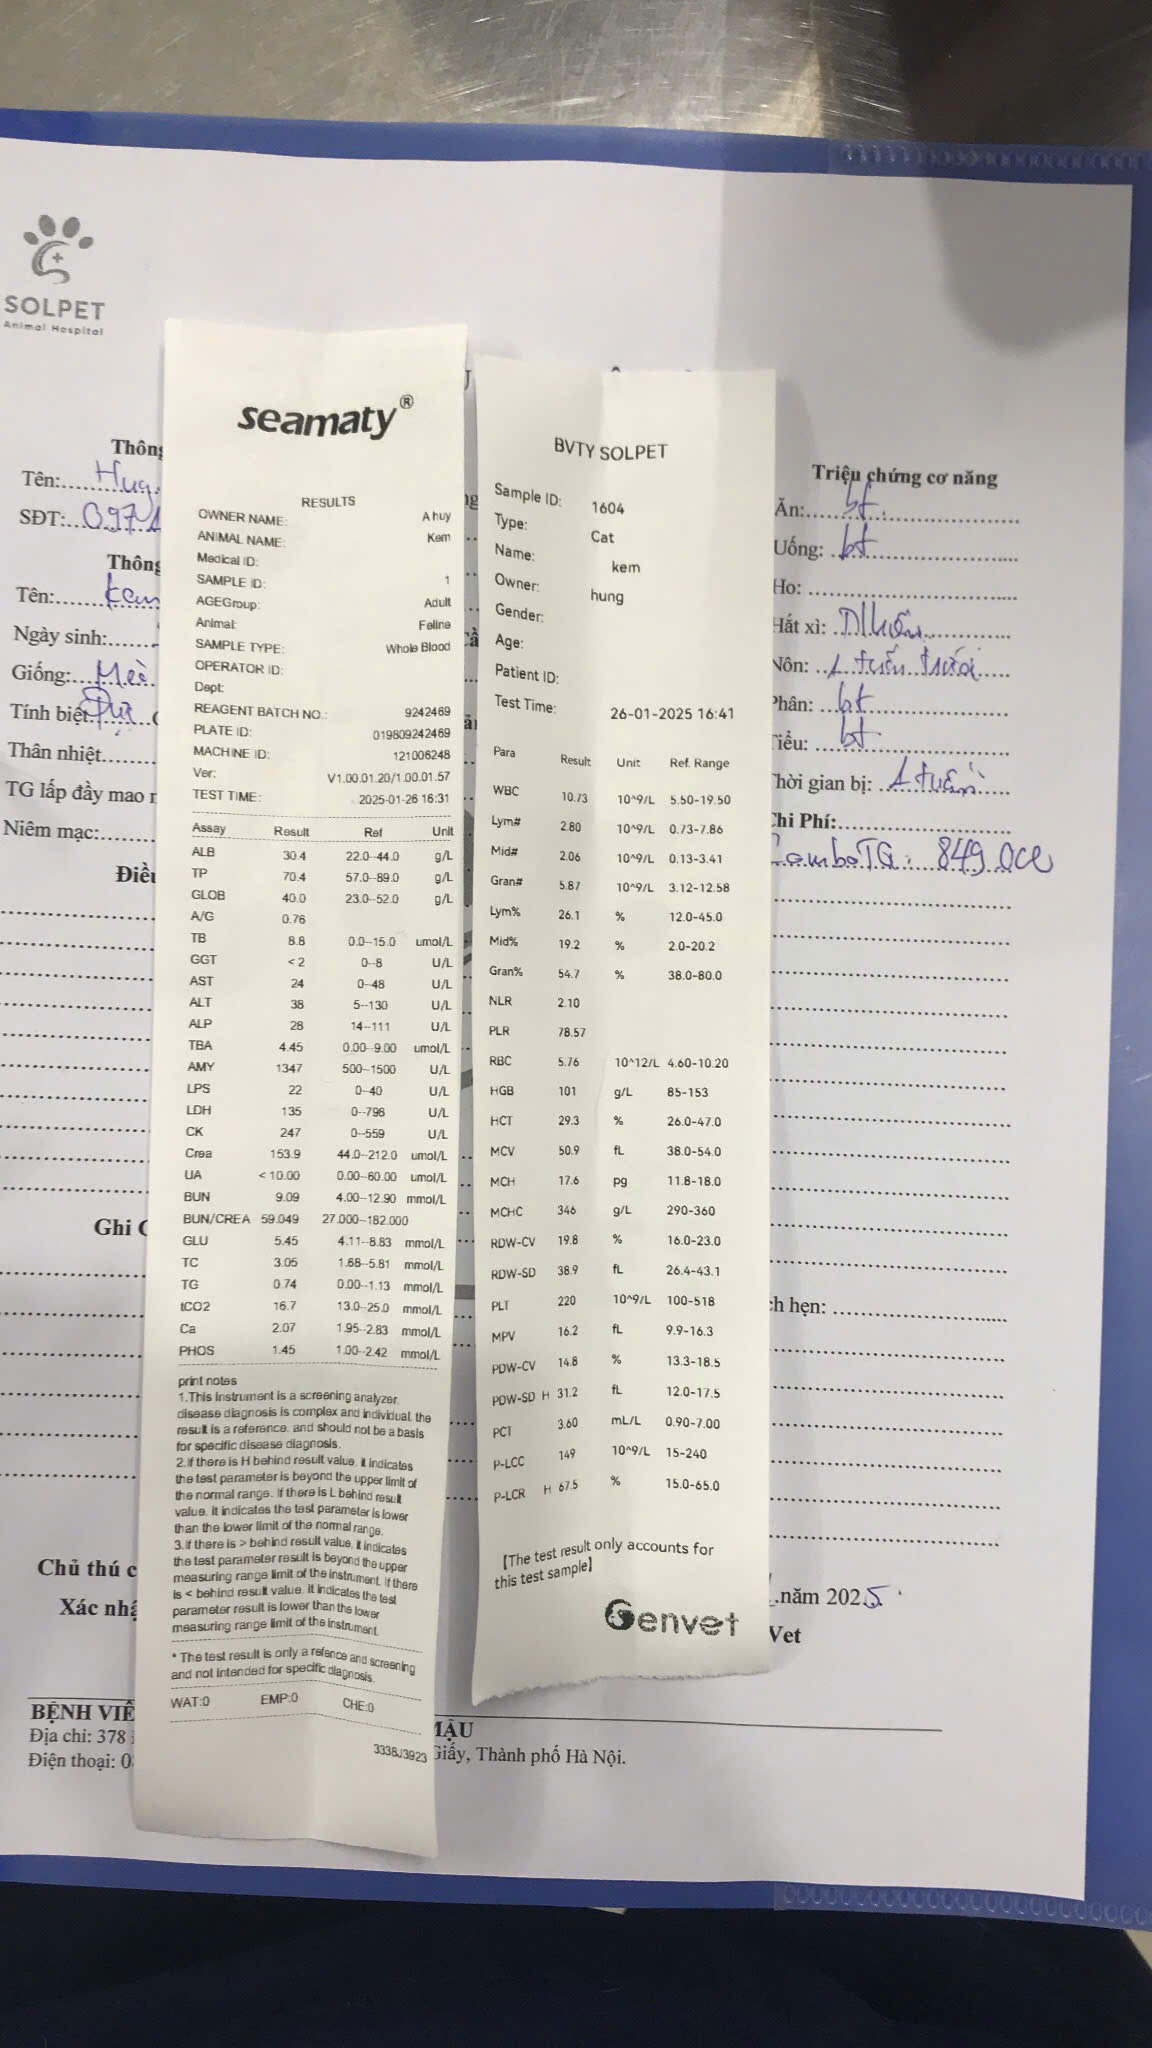 SOLPET
Animal Hospital
Thông
Tên:
SĐT: 0971
Thông
Tên: kem
Ngày sinh:
Giống: Mèo
Tính biệt: Đực
Thân nhiệt
TG lấp đầy mao
Niêm mạc:
Điều
Ghi
Chủ thú c
Xác nhậ
BỆNH VIỆ
Địa chỉ: 378
Điện thoại: 0
seamaty®
RESULTS
OWNER NAME: A huy
ANIMAL NAME: Kem
Medical ID:
SAMPLE ID: 1
AGEGroup: Adult
Animal: Feline
SAMPLE TYPE: Whole Blood
OPERATOR ID:
Dept:
REAGENT BATCH NO.: 9242469
PLATE ID: 019809242469
MACHINE ID: 121006248
Ver: V1.00.01.20/1.00.01.57
TEST TIME: 2025-01-26 16:31
Assay Result Ref Unit
ALB 30.4 22.0--44.0 g/L
TP 70.4 57.0--89.0 g/L
GLOB 40.0 23.0--52.0 g/L
A/G 0.76
TB 8.8 0.0--15.0 umol/L
GGT <2 0--8 U/L
AST 24 0--48 U/L
ALT 38 5--130 U/L
ALP 28 14--111 U/L
TBA 4.45 0.00--9.00 umol/L
AMY 1347 500--1500 U/L
LPS 22 0--40 U/L
LDH 135 0--798 U/L
CK 247 0--559 U/L
Crea 153.9 44.0--212.0 umol/L
UA <10.00 0.00--60.00 umol/L
BUN 9.09 4.00--12.90 mmol/L
BUN/CREA 59.049 27.000--182.000
GLU 5.45 4.11--8.83 mmol/L
TC 3.05 1.68--5.81 mmol/L
TG 0.74 0.00--1.13 mmol/L
tCO2 16.7 13.0--25.0 mmol/L
Ca 2.07 1.95--2.83 mmol/L
PHOS 1.45 1.00--2.42 mmol/L
print notes
1.This instrument is a screening analyzer,
disease diagnosis is complex and individual, the
result is a reference, and should not be a basis
for specific disease diagnosis.
2.if there is H behind result value, it indicates
the test parameter is beyond the upper limit of
the normal range. If there is L behind result
value, it indicates the test parameter is lower
than the lower limit of the normal range.
3.if there is > behind result value, it indicates
the test parameter result is beyond the upper
measuring range limit of the instrument. If there
is < behind result value, it indicates the test
parameter result is lower than the lower
measuring range limit of the instrument.
* The test result is only a refence and screening
and not intended for specific diagnosis.
WAT:0 EMP:0 CHE:0
3338J3923
BVTY SOLPET
Sample ID: 1604
Type: Cat
Name: kem
Owner: hung
Gender:
Age:
Patient ID:
Test Time: 26-01-2025 16:41
Para Result Unit Ref. Range
WBC 10.73 10^9/L 5.50-19.50
Lym# 2.80 10^9/L 0.73-7.86
Mid# 2.06 10^9/L 0.13-3.41
Gran# 5.87 10^9/L 3.12-12.58
Lym% 26.1 % 12.0-45.0
Mid% 19.2 % 2.0-20.2
Gran% 54.7 % 38.0-80.0
NLR 2.10
PLR 78.57
RBC 5.76 10^12/L 4.60-10.20
HGB 101 g/L 85-153
HCT 29.3 % 26.0-47.0
MCV 50.9 fL 38.0-54.0
MCH 17.6 pg 11.8-18.0
MCHC 346 g/L 290-360
RDW-CV 19.8 % 16.0-23.0
RDW-SD 38.9 fL 26.4-43.1
PLT 220 10^9/L 100-518
MPV 16.2 fL 9.9-16.3
PDW-CV 14.8 % 13.3-18.5
PDW-SD H 31.2 fL 12.0-17.5
PCT 3.60 mL/L 0.90-7.00
P-LCC 149 10^9/L 15-240
P-LCR H 67.5 % 15.0-65.0
【The test result only accounts for
this test sample】
Genvet
Triệu chứng cơ năng
Ăn: bt
Uống: bt
Ho:
Hắt xì:
Nôn: 1 tuần trước
Phân: bt
Tiểu: bt
Thời gian bị: 1 tuần
Chi Phí:
Combo TG: 849.000
ch hẹn:
năm 2025
Vet
MẬU
Giấy, Thành phố Hà Nội.